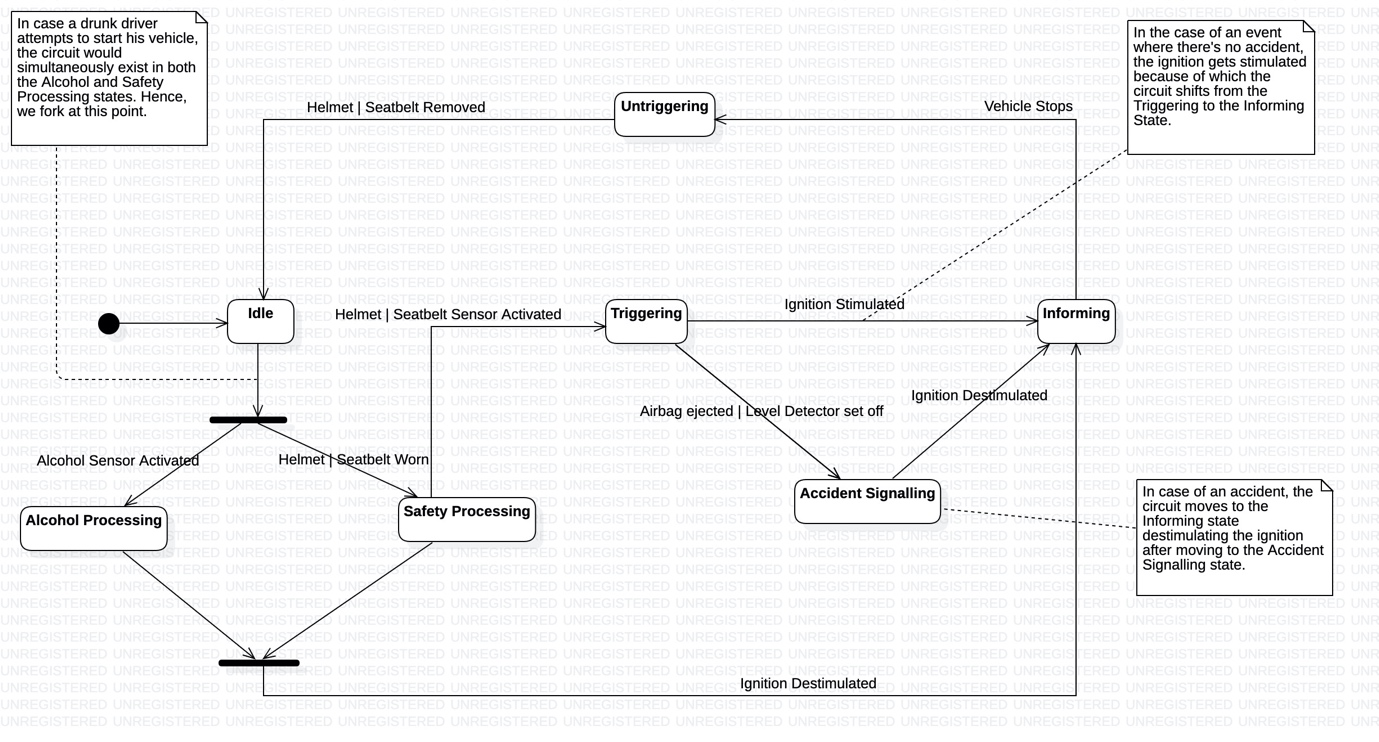 In case a drunk driver
attempts to start his vehicle,
the circuit would
simultaneously exist in both
the Alcohol and Safety
Processing states. Hence,
we fork at this point.
In the case of an event
where there's no accident,
the ignition gets stimulated
because of which the
circuit shifts from the
Triggering to the Informing
State.
Helmet | Seatbelt Removed
Untriggering
Vehicle Stops
Idle
Helmet | Seatbelt Sensor Activated
Triggering
Ignition Stimulated
Informing
Airbag ejected | Level Detector set off
Ignition Destimulated
Alcohol Sensor Activated
Helmet | Seatbelt Worn
Alcohol Processing
Safety Processing
Accident Signalling
In case of an accident, the
circuit moves to the
Informing state
destimulating the ignition
after moving to the Accident
Signalling state.
Ignition Destimulated
UNREGISTERED